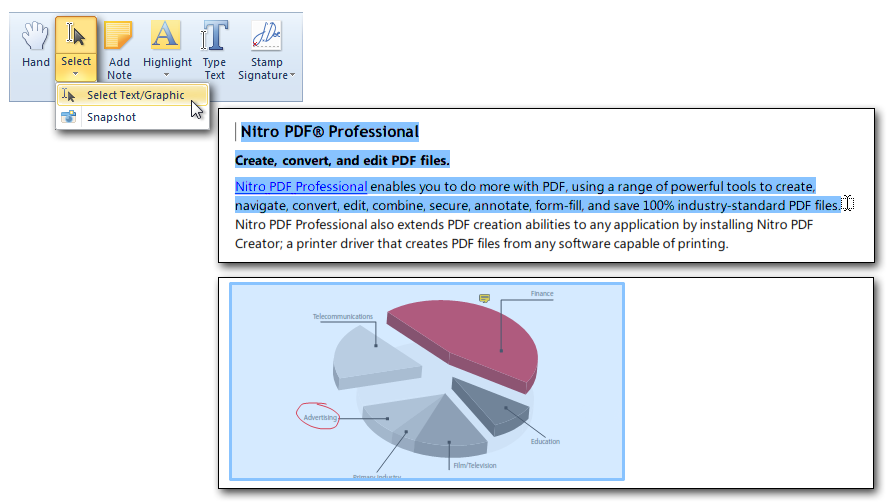 Hand
Select
Add
Note
Highlight
Type
Text
Stamp
Signature
Select Text/Graphic
Snapshot
Nitro PDF® Professional
Create, convert, and edit PDF files.
Nitro PDF Professional enables you to do more with PDF, using a range of powerful tools to create,
navigate, convert, edit, combine, secure, annotate, form-fill, and save 100% industry-standard PDF files.
Nitro PDF Professional also extends PDF creation abilities to any application by installing Nitro PDF
Creator; a printer driver that creates PDF files from any software capable of printing.
Finance
Telecommunications
Advertising
Education
Film/Television
Primary Industry